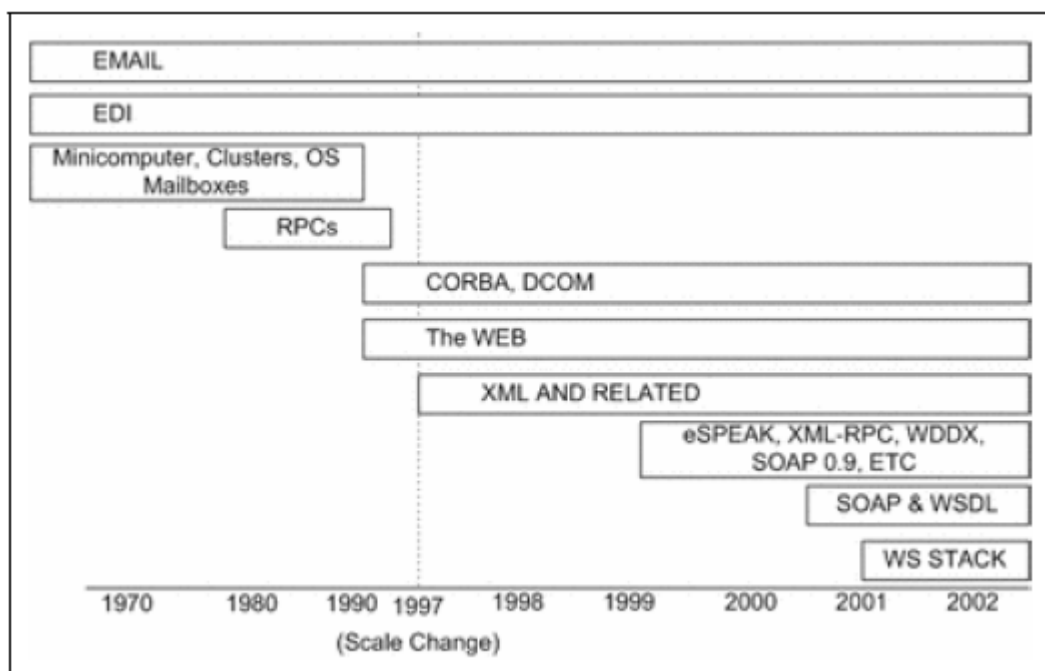 EMAIL
EDI
Minicomputer, Clusters, OS
Mailboxes
RPCs
CORBA, DCOM
The WEB
XML AND RELATED
eSPEAK, XML-RPC, WDDX,
SOAP 0.9, ETC
SOAP & WSDL
WS STACK
1970 1980 1990 1997 1998 1999 2000 2001 2002
(Scale Change)